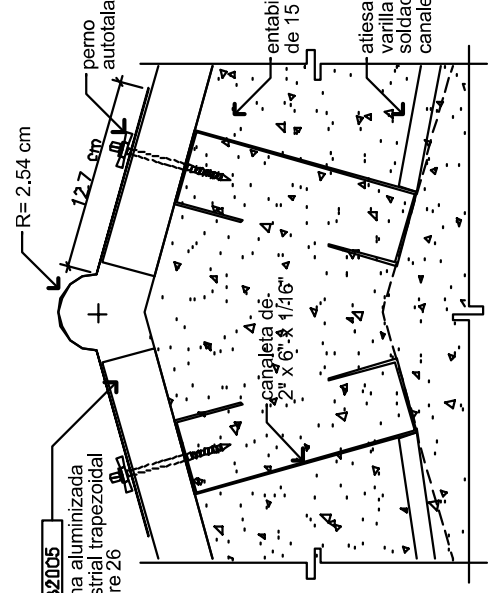 R= 2.54 cm
12.7 cm
perno
autotala
entabi
de 15
atiesa
varilla
soldad
canale
canaleta de
2" x 6" x 1/16"
2005
na aluminizada
strial trapezoidal
re 26